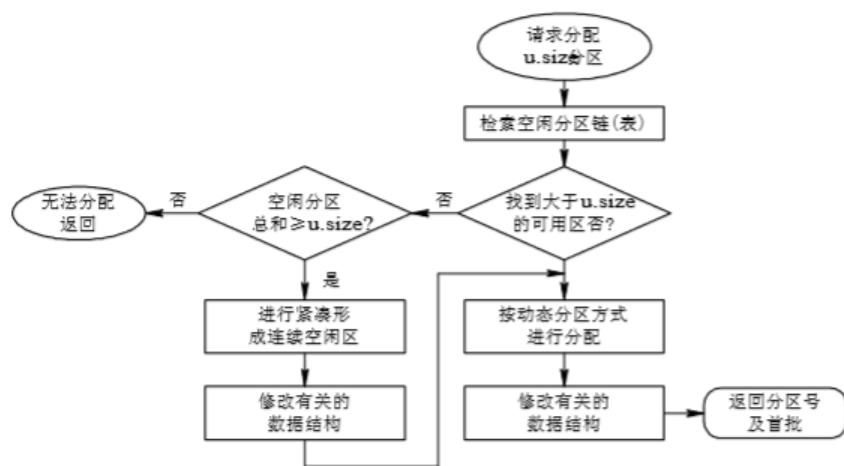 请求分配
u.size分区
检索空闲分区链(表)
找到大于u.size
的可用区否?
否
空闲分区
总和≥u.size?
否
无法分配
返回
是
进行紧凑形
成连续空闲区
修改有关的
数据结构
按动态分区方式
进行分配
修改有关的
数据结构
返回分区号
及首批